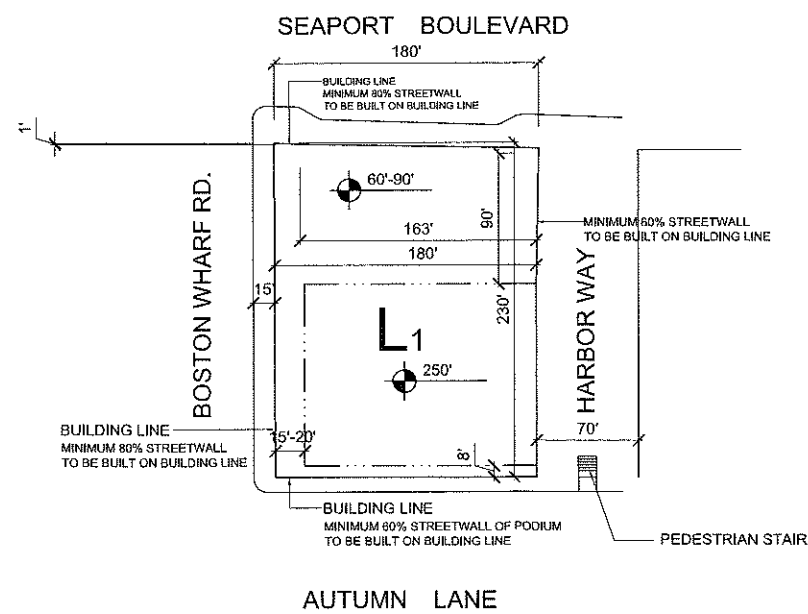 SEAPORT BOULEVARD
180'
BUILDING LINE
MINIMUM 80% STREETWALL
TO BE BUILT ON BUILDING LINE
1'
60'-90'
BOSTON WHARF RD.
90'
MINIMUM 60% STREETWALL
TO BE BUILT ON BUILDING LINE
163'
180'
HARBOR WAY
15'
230'
L1
250'
BUILDING LINE
MINIMUM 80% STREETWALL
TO BE BUILT ON BUILDING LINE
15'-20'
8'
70'
BUILDING LINE
MINIMUM 60% STREETWALL OF PODIUM
TO BE BUILT ON BUILDING LINE
PEDESTRIAN STAIR
AUTUMN LANE